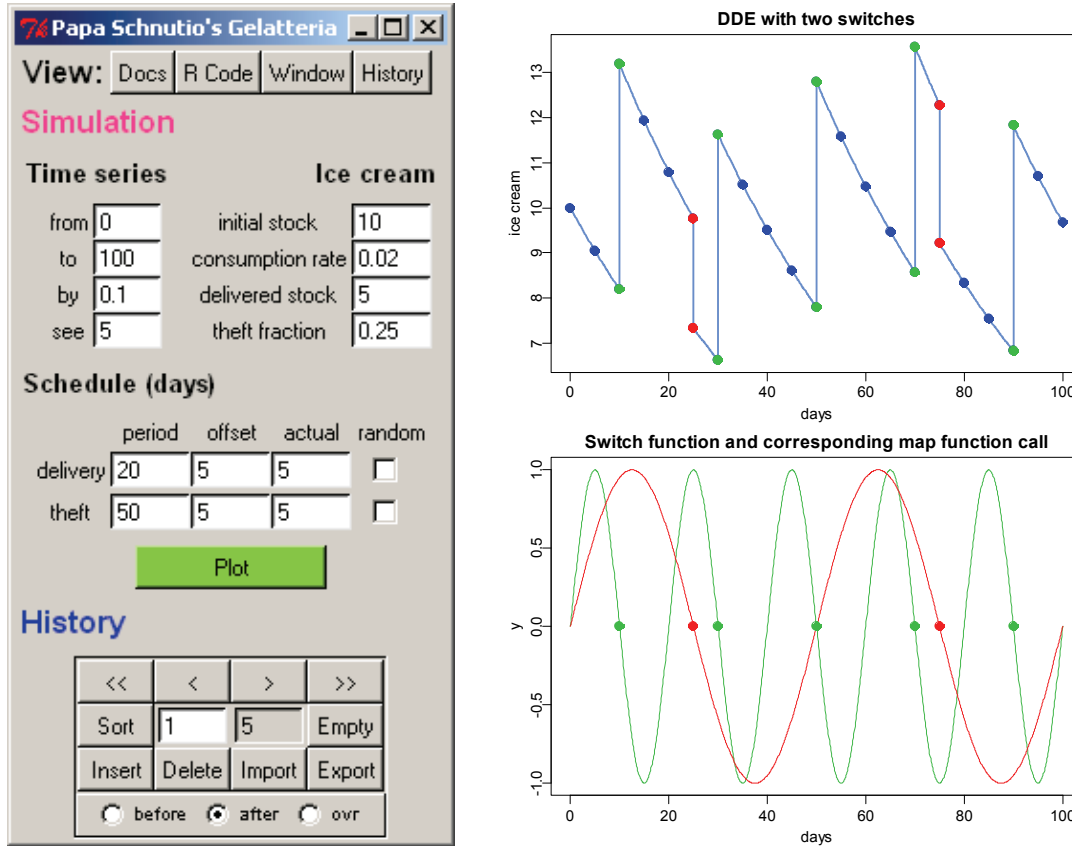 Papa Schnutio's Gelatteria
View: Docs R Code Window History
Simulation
Time series Ice cream
from 0 initial stock 10
to 100 consumption rate 0.02
by 0.1 delivered stock 5
see 5 theft fraction 0.25
Schedule (days)
period offset actual random
delivery 20 5 5
theft 50 5 5
Plot
History
<< < > >>
Sort 1 5 Empty
Insert Delete Import Export
before after ovr
DDE with two switches
ice cream
13
12
11
10
9
8
7
0 20 40 60 80 100
days
Switch function and corresponding map function call
y
1.0
0.5
0.0
-0.5
-1.0
0 20 40 60 80 100
days